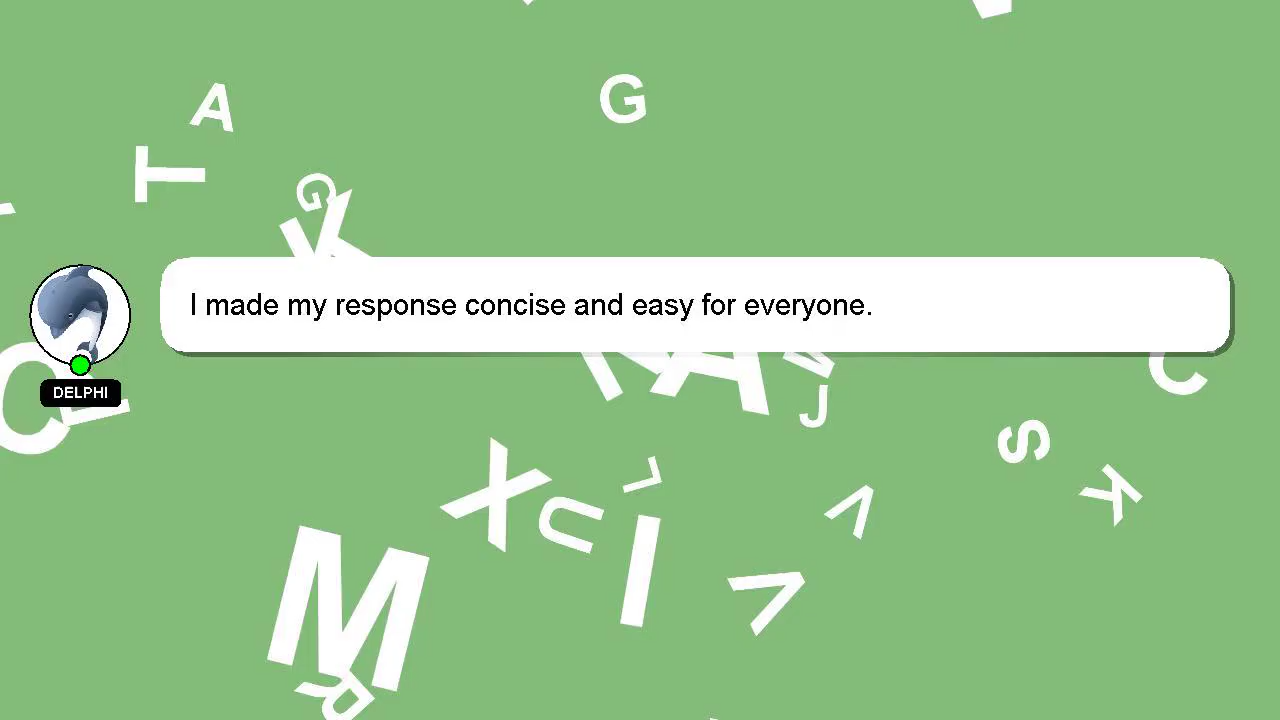 A
G
T
G
K
I made my response concise and easy for everyone.
DELPHI
C
E
A
J
C
S
K
X
U
L
I
V
V
M
R